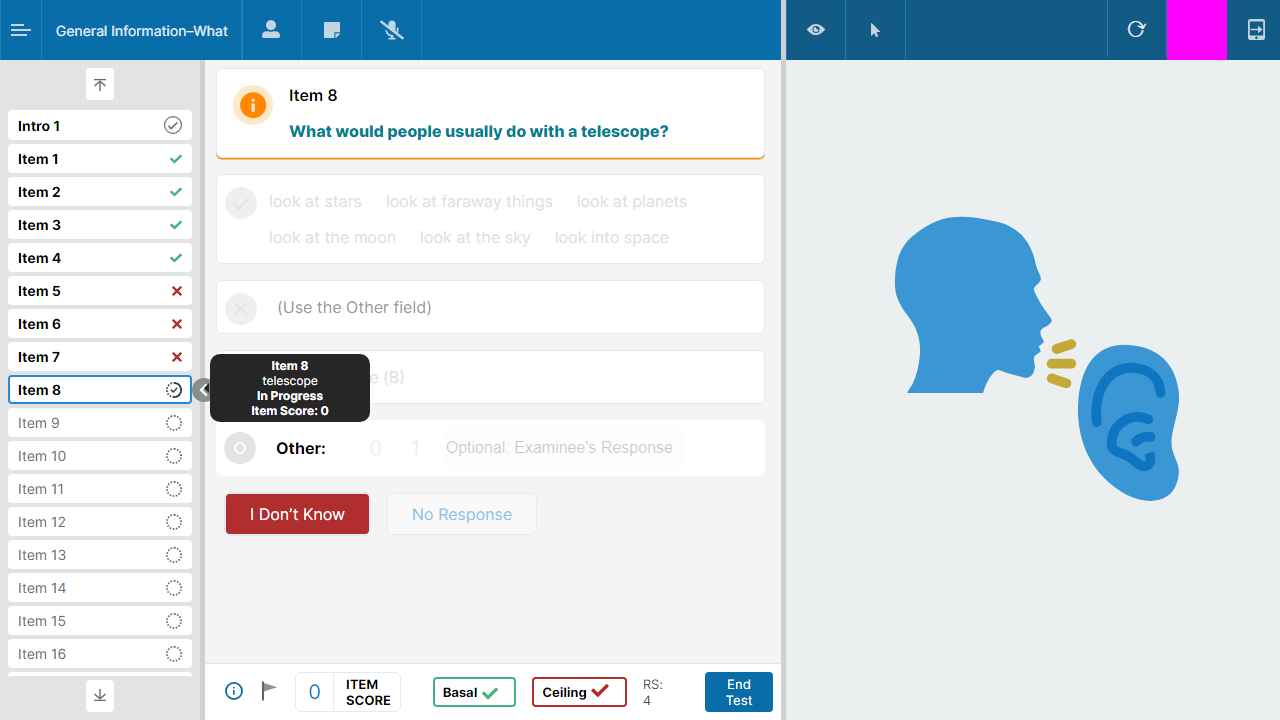 General Information–What
Intro 1
Item 1
Item 2
Item 3
Item 4
Item 5
Item 6
Item 7
Item 8
Item 9
Item 10
Item 11
Item 12
Item 13
Item 14
Item 15
Item 16
Item 8
What would people usually do with a telescope?
look at stars look at faraway things look at planets
look at the moon look at the sky look into space
(Use the Other field)
Item 8
telescope
In Progress
Item Score: 0
(B)
Other: 0 1 Optional: Examinee's Response
I Don’t Know No Response
0 ITEM
SCORE
Basal
Ceiling
RS:
4
End
Test